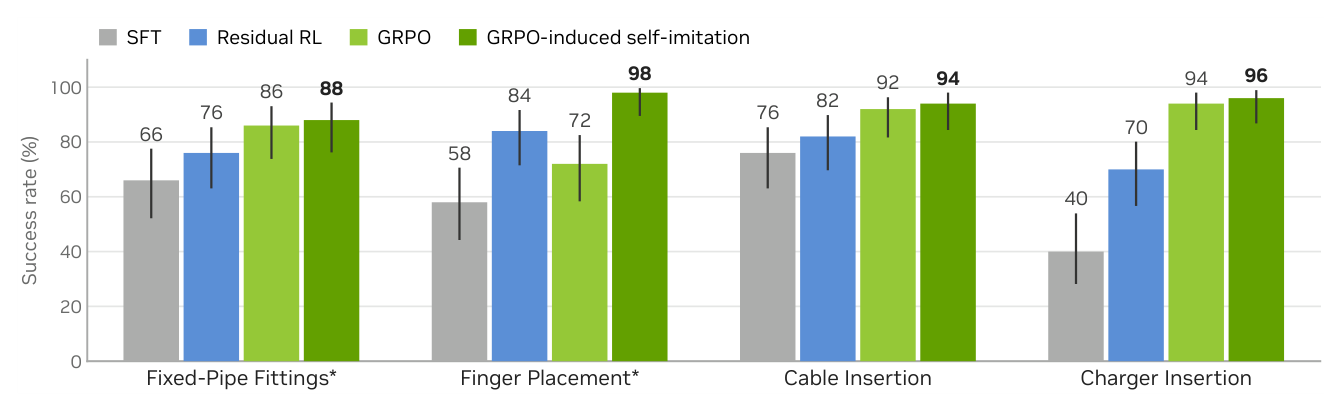 SFT Residual RL GRPO GRPO-induced self-imitation
Success rate (%)
100
80
60
40
20
0
66 76 86 88
58 84 72 98
76 82 92 94
40 70 94 96
Fixed-Pipe Fittings* Finger Placement* Cable Insertion Charger Insertion